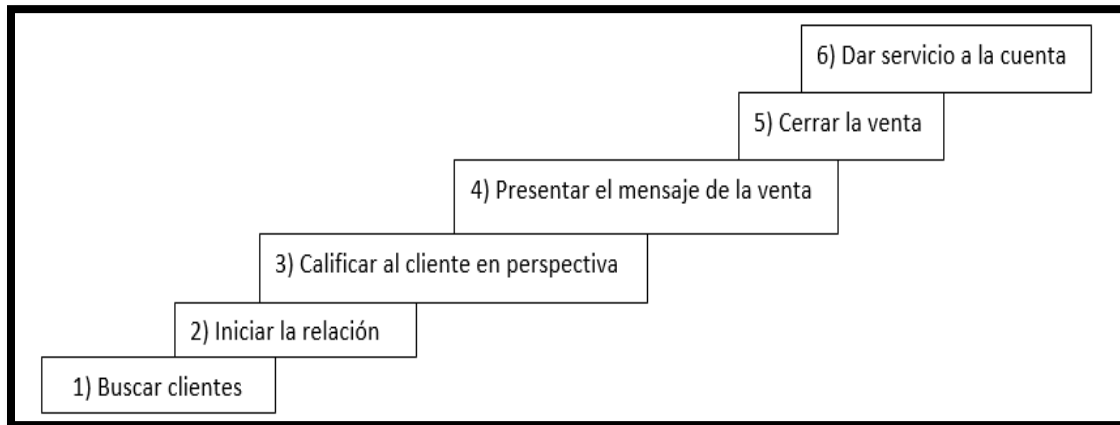 6) Dar servicio a la cuenta
5) Cerrar la venta
4) Presentar el mensaje de la venta
3) Calificar al cliente en perspectiva
2) Iniciar la relación
1) Buscar clientes